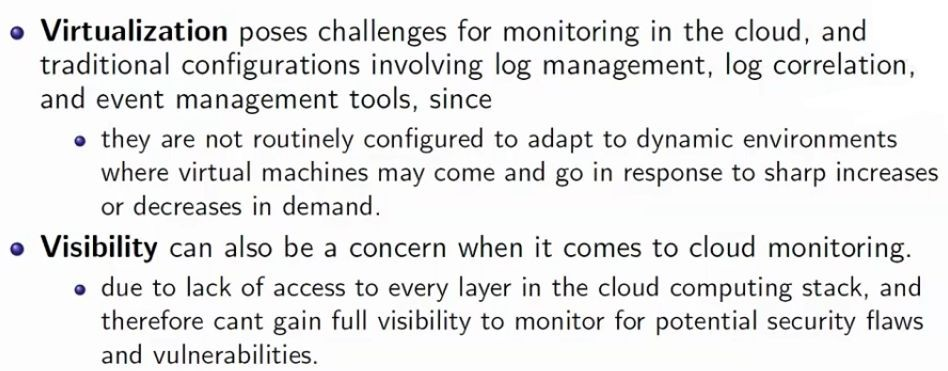 Virtualization poses challenges for monitoring in the cloud, and
traditional configurations involving log management, log correlation,
and event management tools, since
they are not routinely configured to adapt to dynamic environments
where virtual machines may come and go in response to sharp increases
or decreases in demand.
Visibility can also be a concern when it comes to cloud monitoring.
due to lack of access to every layer in the cloud computing stack, and
therefore cant gain full visibility to monitor for potential security flaws
and vulnerabilities.